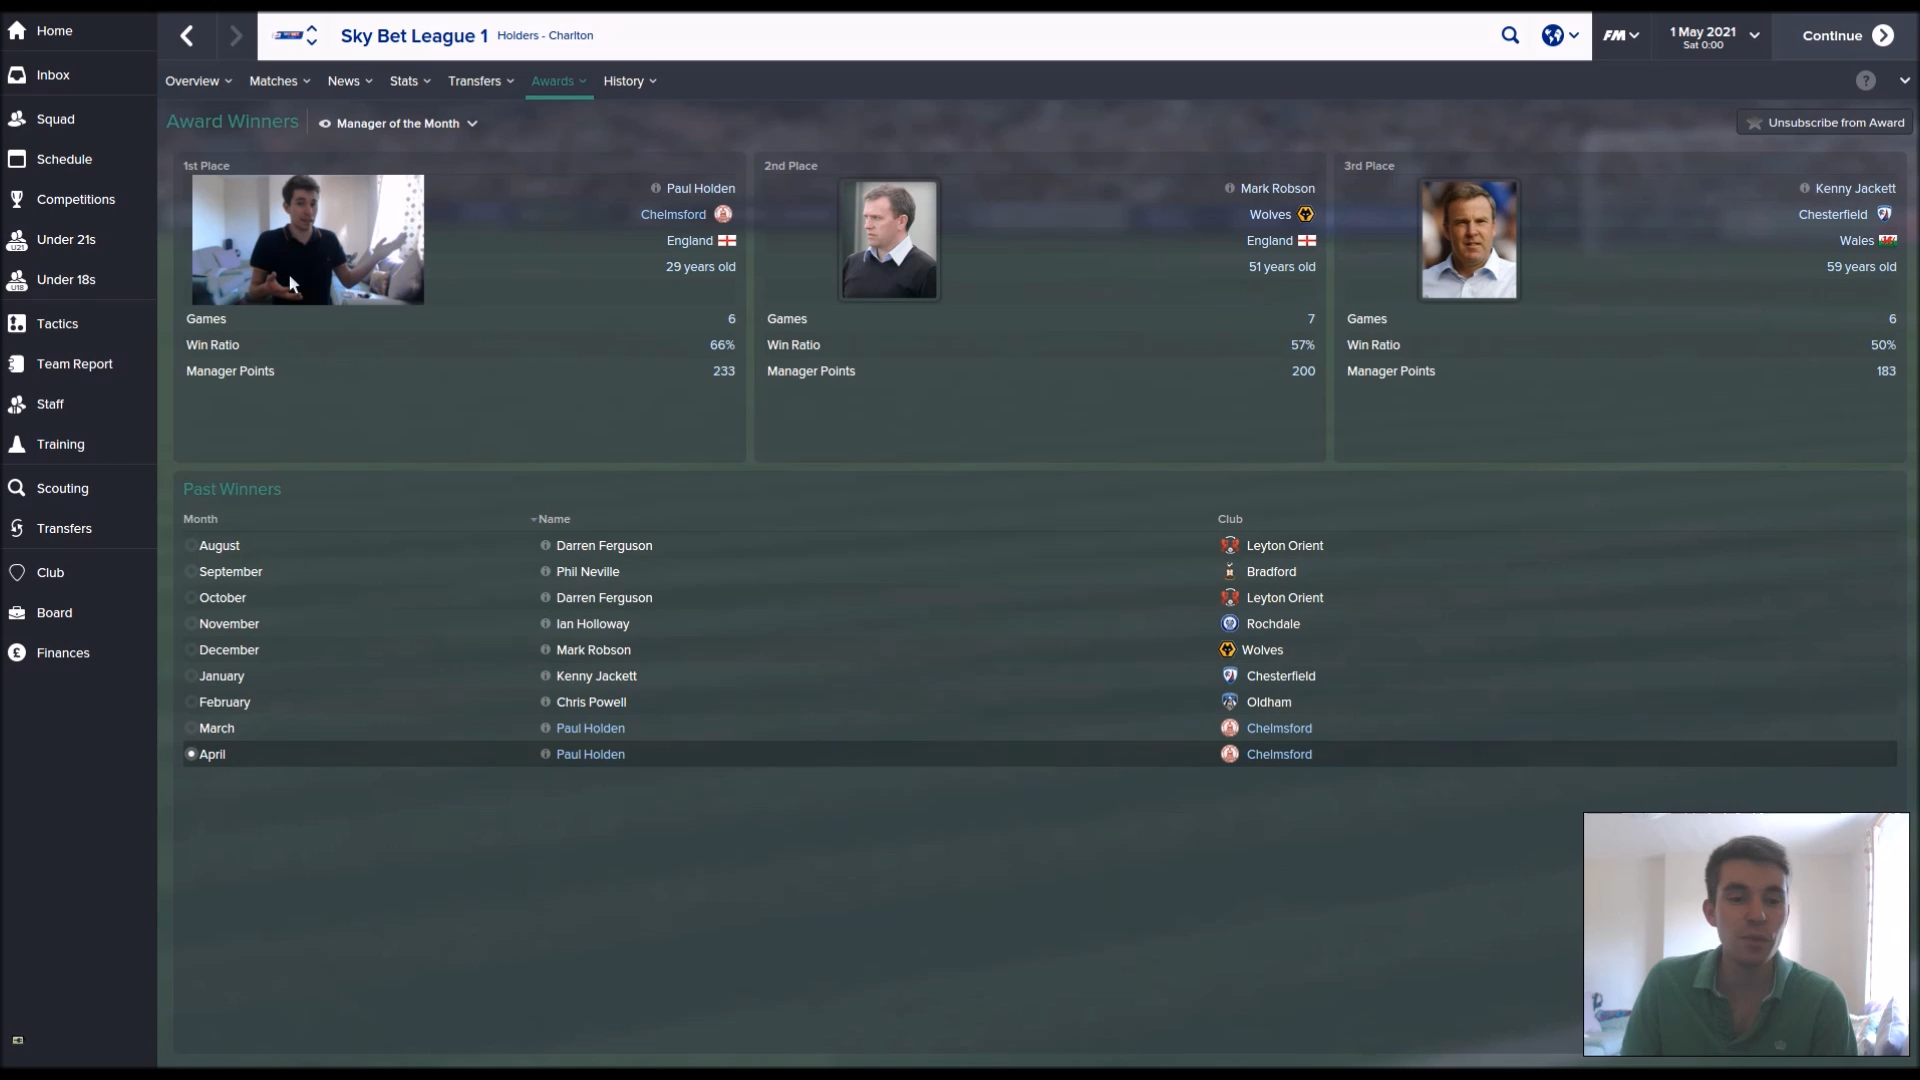 Home
Inbox
Squad
Schedule
Competitions
Under 21s
Under 18s
Tactics
Team Report
Staff
Training
Scouting
Transfers
Club
Board
Finances
Sky Bet League 1 Holders - Charlton
FM
1 May 2021
Sat 0:00
Continue
Overview Matches News Stats Transfers Awards History
?
Award Winners Manager of the Month
Unsubscribe from Award
1st Place
Paul Holden
Chelmsford
England
29 years old
Games 6
Win Ratio 66%
Manager Points 233
2nd Place
Mark Robson
Wolves
England
51 years old
Games 7
Win Ratio 57%
Manager Points 200
3rd Place
Kenny Jackett
Chesterfield
Wales
59 years old
Games 6
Win Ratio 50%
Manager Points 183
Past Winners
Month Name Club
August Darren Ferguson Leyton Orient
September Phil Neville Bradford
October Darren Ferguson Leyton Orient
November Ian Holloway Rochdale
December Mark Robson Wolves
January Kenny Jackett Chesterfield
February Chris Powell Oldham
March Paul Holden Chelmsford
April Paul Holden Chelmsford